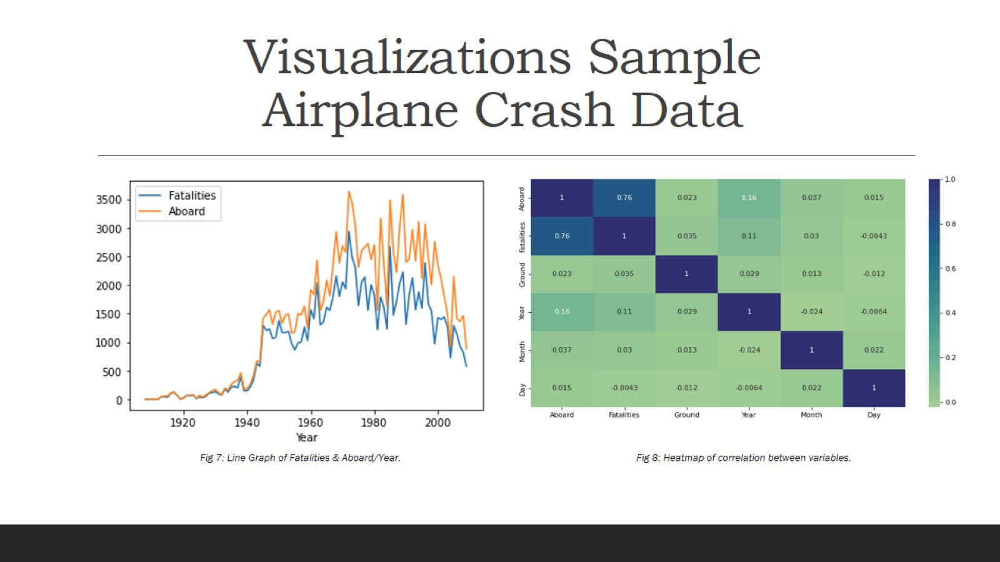 Visualizations Sample
Airplane Crash Data
Fatalities
Aboard
3500
3000
2500
2000
1500
1000
500
0
1920 1940 1960 1980 2000
Year
Fig 7: Line Graph of Fatalities & Aboard/Year.
Aboard 1 0.76 0.023 0.16 0.037 0.015
Fatalities 0.76 1 0.035 0.11 0.03 -0.0043
Ground 0.023 0.035 1 0.029 0.013 -0.012
Year 0.16 0.11 0.029 1 -0.024 -0.0064
Month 0.037 0.03 0.013 -0.024 1 0.022
Day 0.015 -0.0043 -0.012 -0.0064 0.022 1
Aboard Fatalities Ground Year Month Day
1.0
0.8
0.6
0.4
0.2
0.0
Fig 8: Heatmap of correlation between variables.